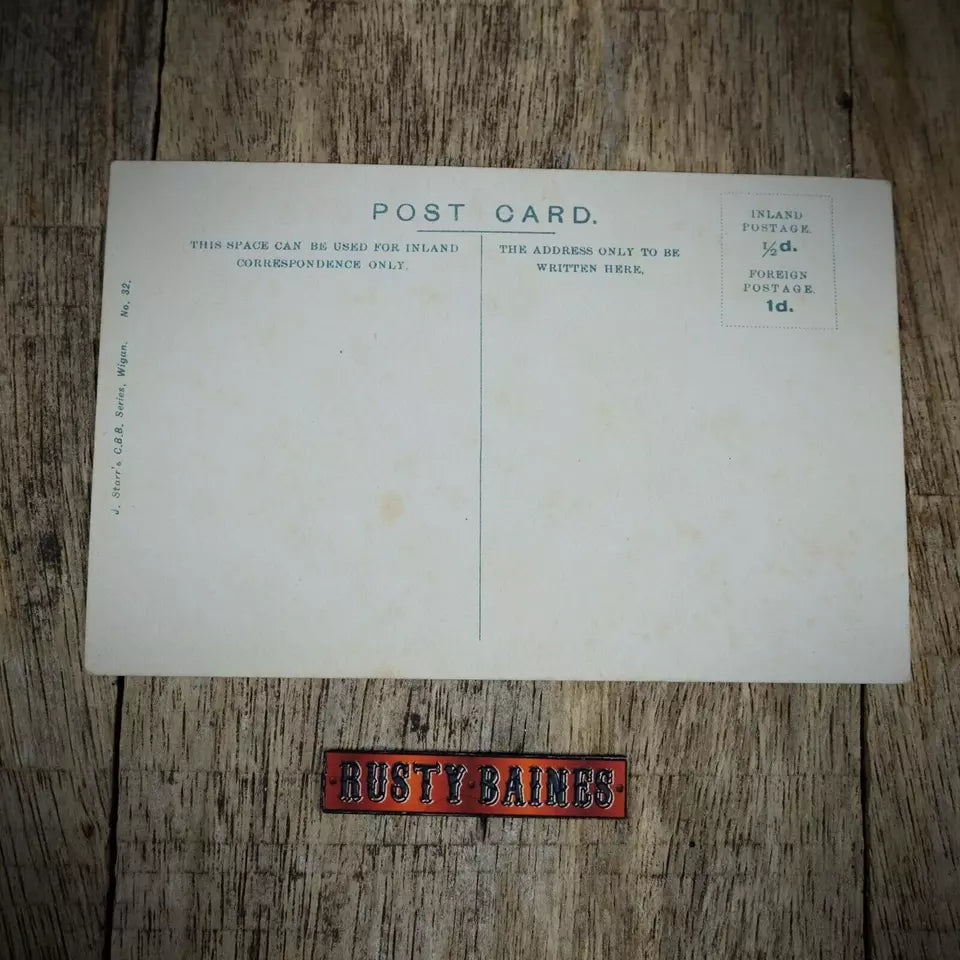 POST CARD.
THIS SPACE CAN BE USED FOR INLAND
CORRESPONDENCE ONLY.
THE ADDRESS ONLY TO BE
WRITTEN HERE.
INLAND
POSTAGE.
½d.
FOREIGN
POSTAGE.
1d.
J. Starr's C.B.B. Series, Wigan. No. 32.
RUSTY BAINES